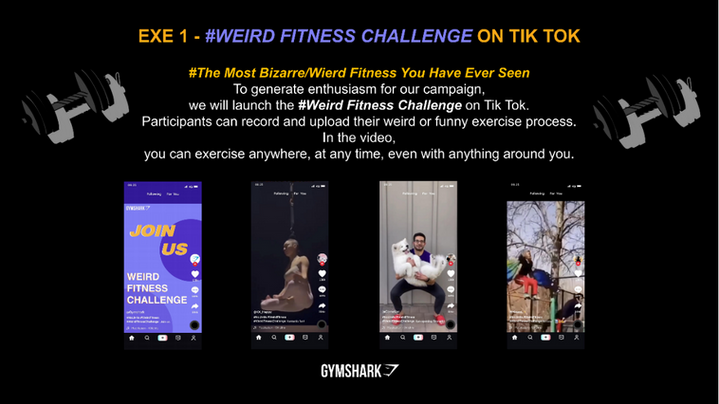 EXE 1 - #WEIRD FITNESS CHALLENGE ON TIK TOK
#The Most Bizarre/Wierd Fitness You Have Ever Seen
To generate enthusiasm for our campaign,
we will launch the #Weird Fitness Challenge on Tik Tok.
Participants can record and upload their weird or funny exercise process.
In the video,
you can exercise anywhere, at any time, even with anything around you.
Following For You
GYMSHARK
JOIN
US
WEIRD
FITNESS
CHALLENGE
Following For You
Following For You
Following For You
GYMSHARK